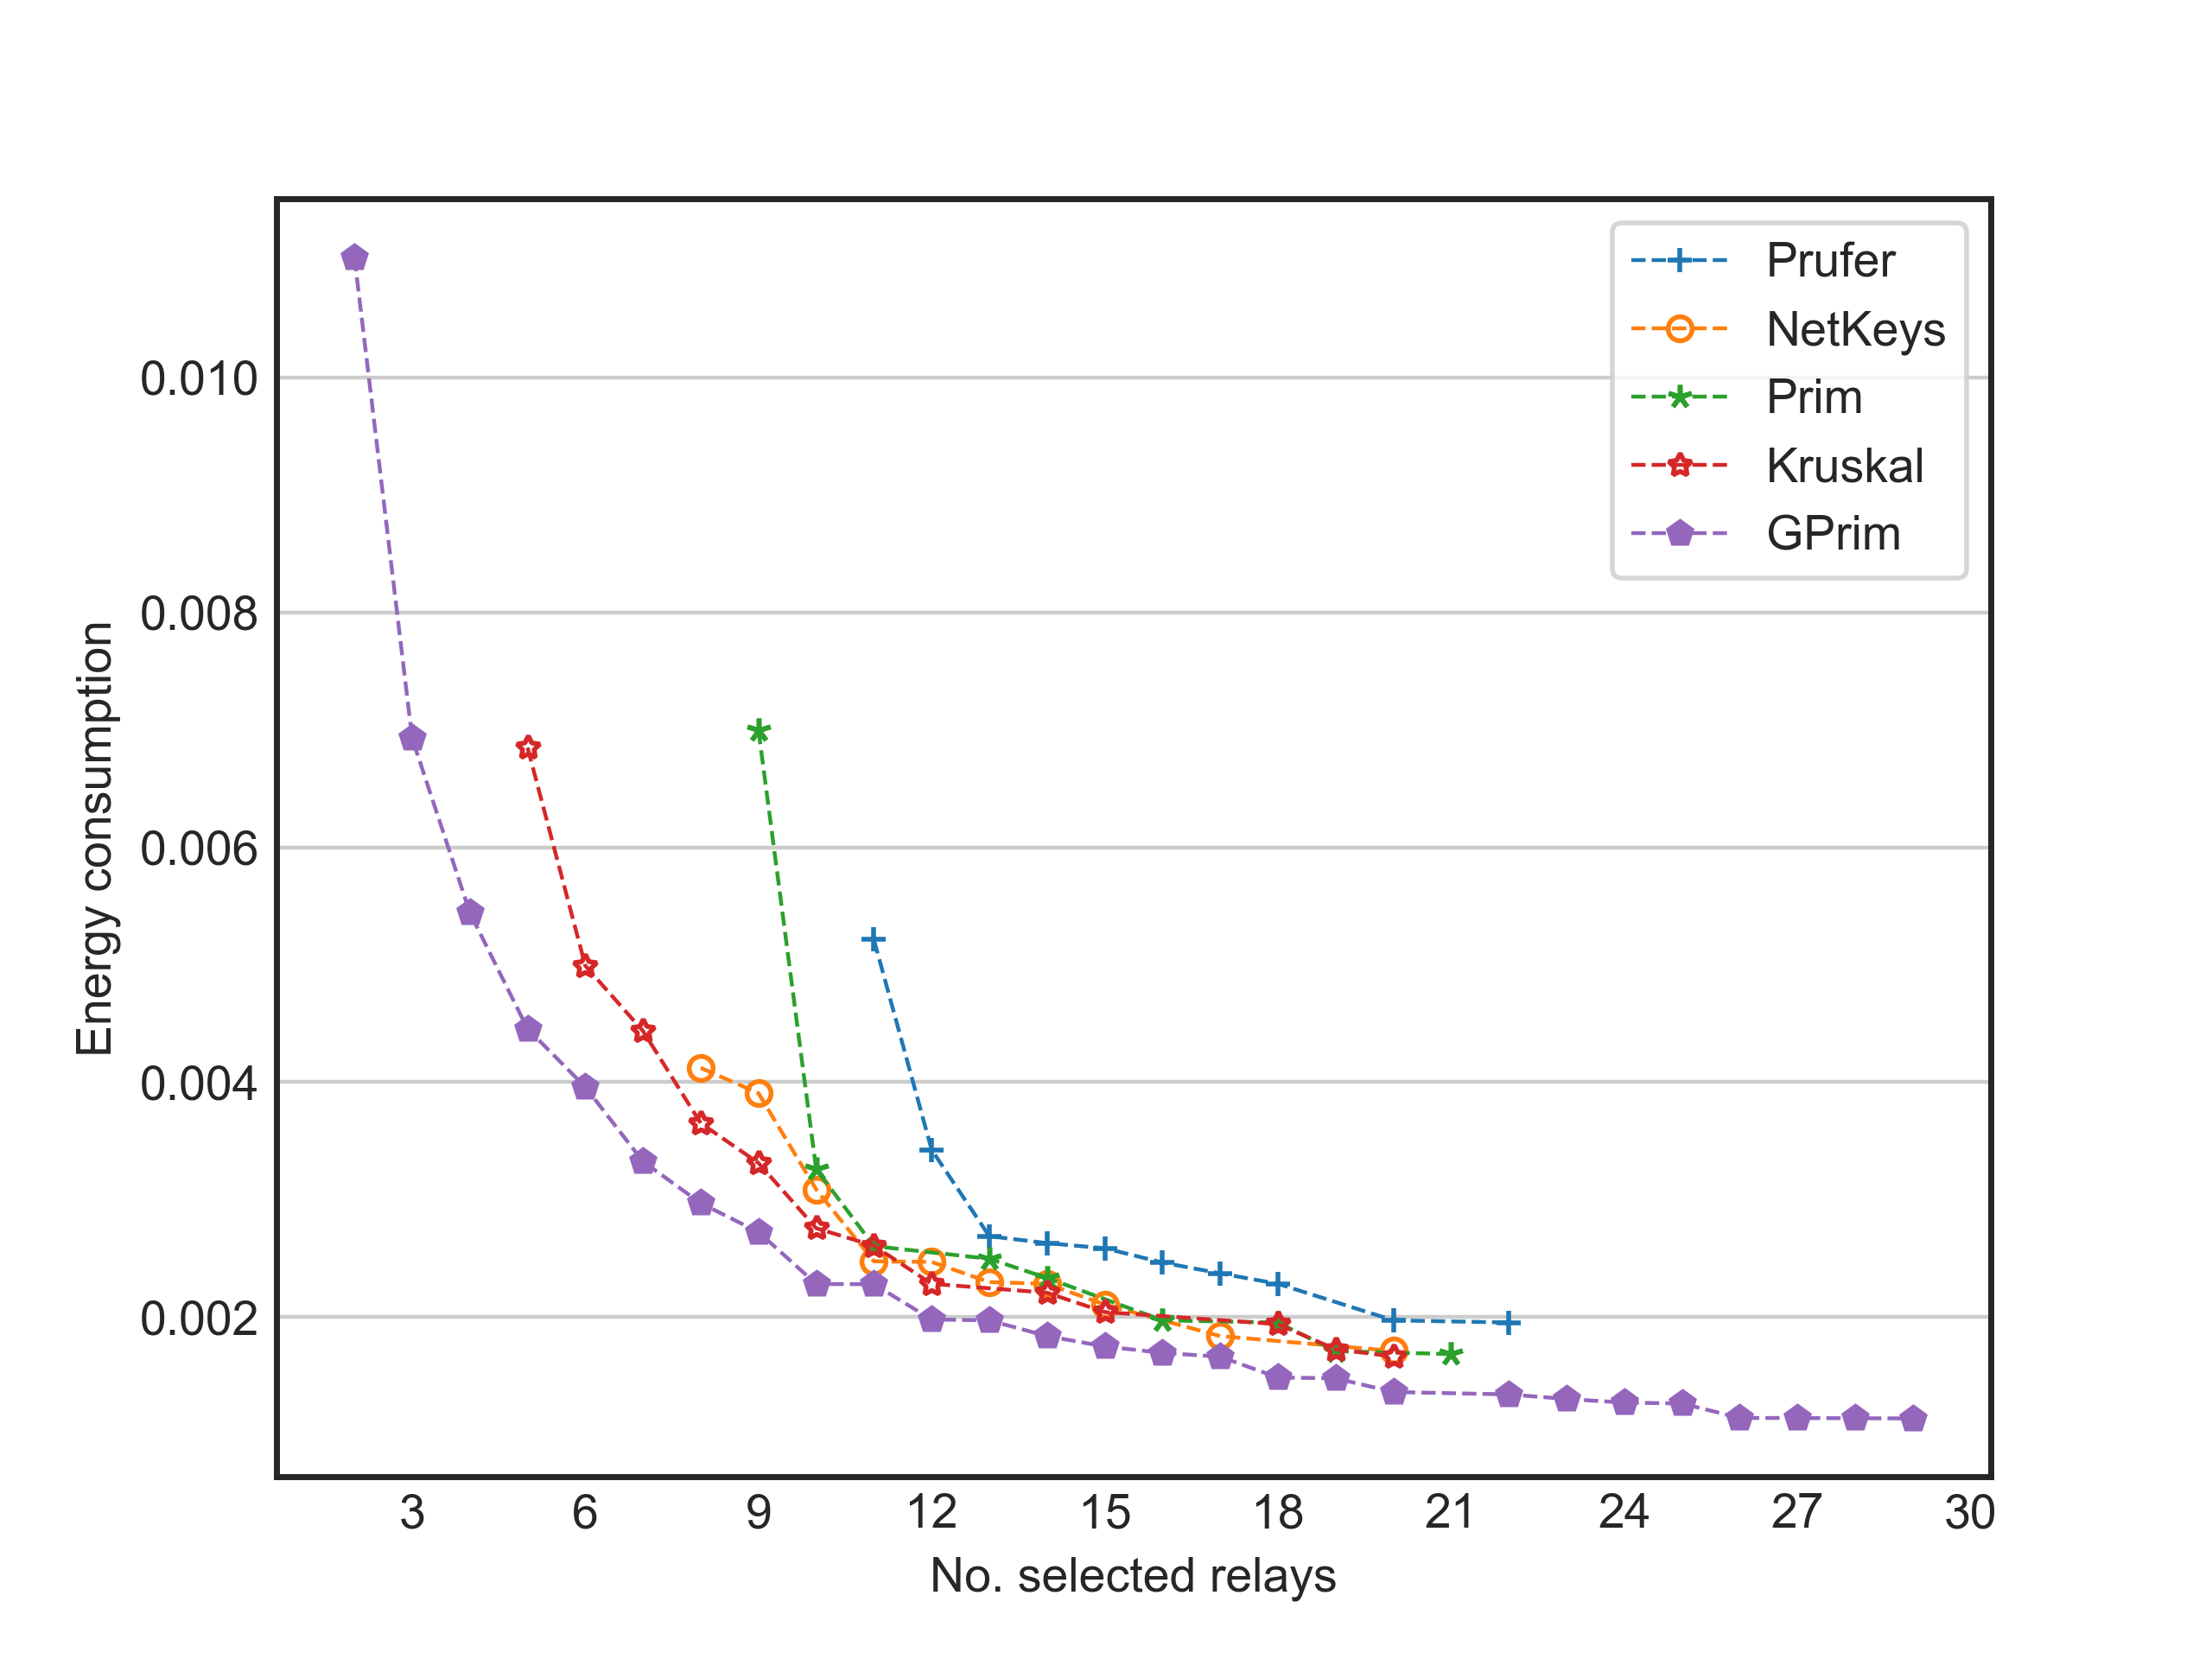 Prufer
NetKeys
Prim
Kruskal
GPrim
0.010
0.008
0.006
0.004
0.002
Energy consumption
3 6 9 12 15 18 21 24 27 30
No. selected relays